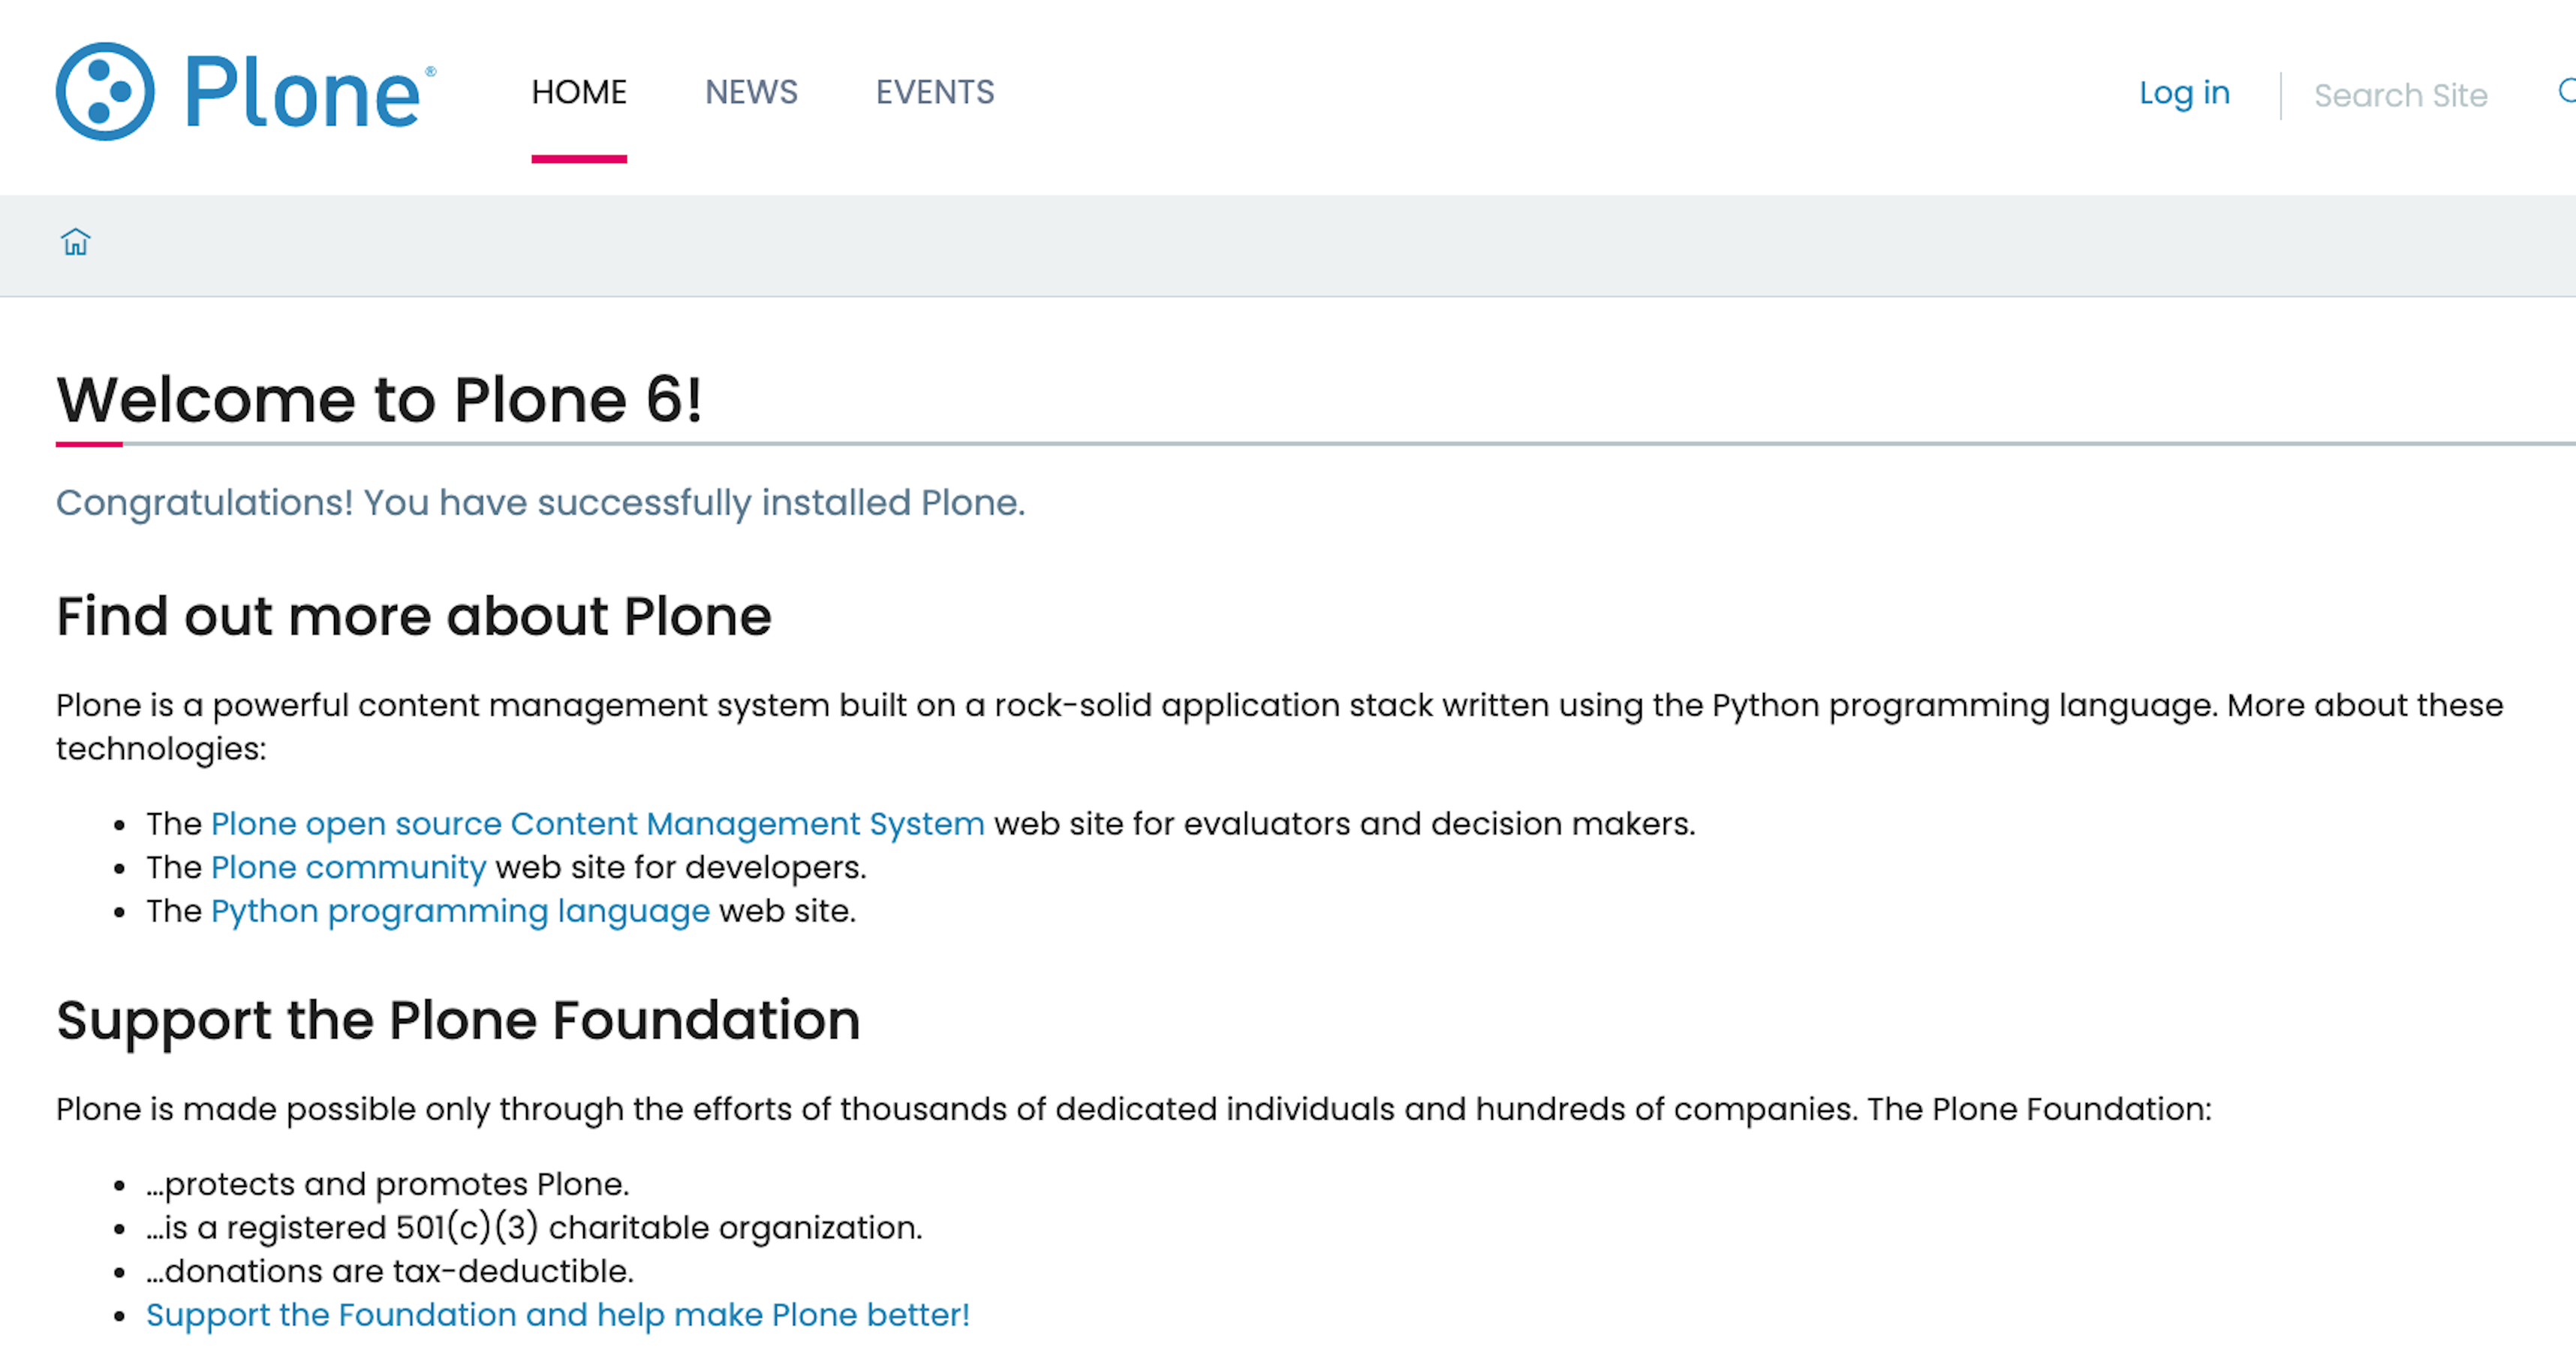 Plone®
HOME NEWS EVENTS
Log in
Search Site
Welcome to Plone 6!
Congratulations! You have successfully installed Plone.
Find out more about Plone
Plone is a powerful content management system built on a rock-solid application stack written using the Python programming language. More about these
technologies:
• The Plone open source Content Management System web site for evaluators and decision makers.
• The Plone community web site for developers.
• The Python programming language web site.
Support the Plone Foundation
Plone is made possible only through the efforts of thousands of dedicated individuals and hundreds of companies. The Plone Foundation:
• …protects and promotes Plone.
• …is a registered 501(c)(3) charitable organization.
• …donations are tax-deductible.
• Support the Foundation and help make Plone better!